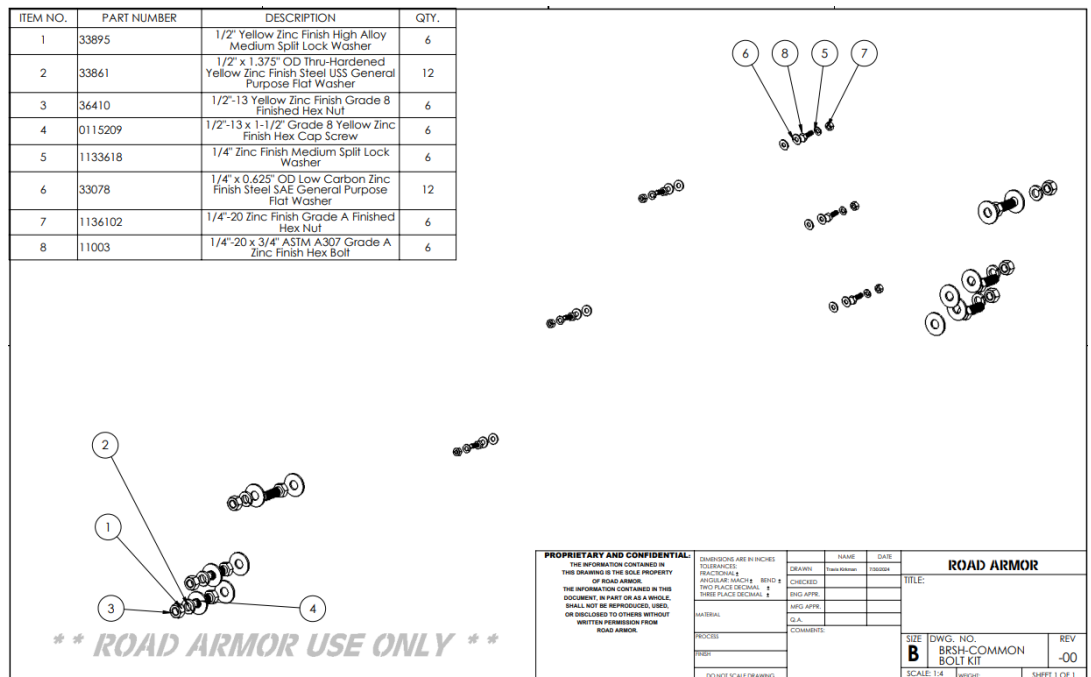 ITEM NO. PART NUMBER DESCRIPTION QTY.
1 33895 1/2" Yellow Zinc Finish High Alloy
Medium Split Lock Washer 6
2 33861 1/2" x 1.375" OD Thru-Hardened
Yellow Zinc Finish Steel USS General
Purpose Flat Washer 12
3 36410 1/2"-13 Yellow Zinc Finish Grade 8
Finished Hex Nut 6
4 0115209 1/2"-13 x 1-1/2" Grade 8 Yellow Zinc
Finish Hex Cap Screw 6
5 1133618 1/4" Zinc Finish Medium Split Lock
Washer 6
6 33078 1/4" x 0.625" OD Low Carbon Zinc
Finish Steel SAE General Purpose
Flat Washer 12
7 1136102 1/4"-20 Zinc Finish Grade A Finished
Hex Nut 6
8 11003 1/4"-20 x 3/4" ASTM A307 Grade A
Zinc Finish Hex Bolt 6
6 8 5 7
2
1
3
4
** ROAD ARMOR USE ONLY **
PROPRIETARY AND CONFIDENTIAL:
THE INFORMATION CONTAINED IN
THIS DRAWING IS THE SOLE PROPERTY
OF ROAD ARMOR.
THE INFORMATION CONTAINED IN THIS
DOCUMENT, IN PART OR AS A WHOLE,
SHALL NOT BE REPRODUCED, USED,
OR DISCLOSED TO OTHERS WITHOUT
WRITTEN PERMISSION FROM
ROAD ARMOR.
DIMENSIONS ARE IN INCHES
TOLERANCES:
FRACTIONAL ±
ANGULAR: MACH ± BEND ±
TWO PLACE DECIMAL ±
THREE PLACE DECIMAL ±
MATERIAL
PROCESS
FINISH
DO NOT SCALE DRAWING
NAME DATE
DRAWN Travis Kirkman
CHECKED
ENG APPR.
MFG APPR.
Q.A.
COMMENTS:
ROAD ARMOR
TITLE:
SIZE DWG. NO. REV
B BRSH-COMMON
BOLT KIT -00
SCALE: 1:4 WEIGHT: SHEET 1 OF 1